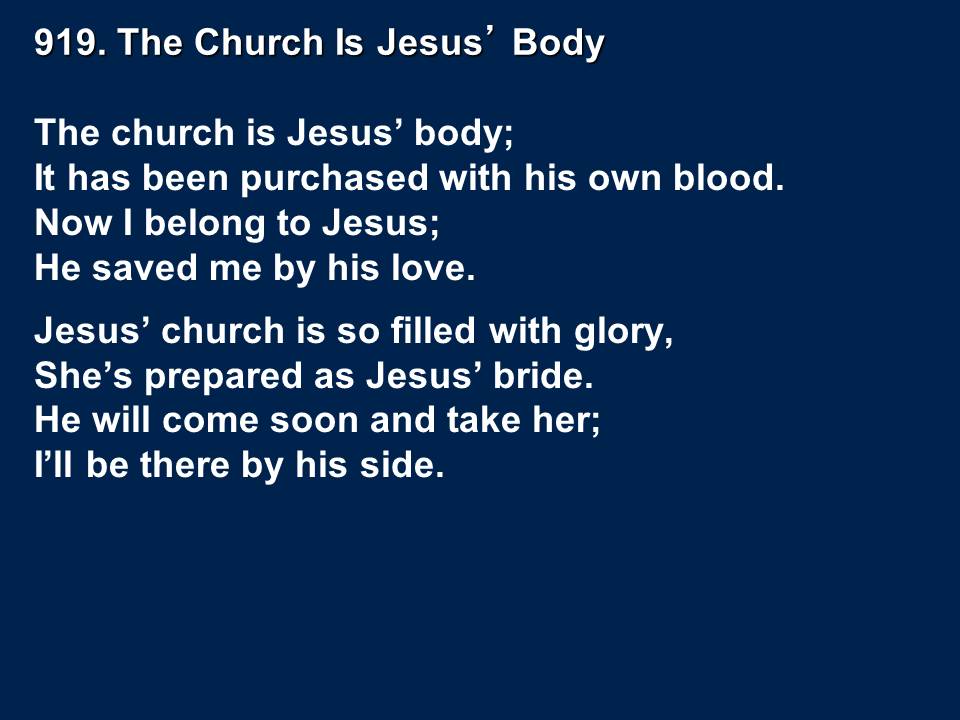 919. The Church Is Jesus’ Body
The church is Jesus’ body;
It has been purchased with his own blood.
Now I belong to Jesus;
He saved me by his love.
Jesus’ church is so filled with glory,
She’s prepared as Jesus’ bride.
He will come soon and take her;
I’ll be there by his side.